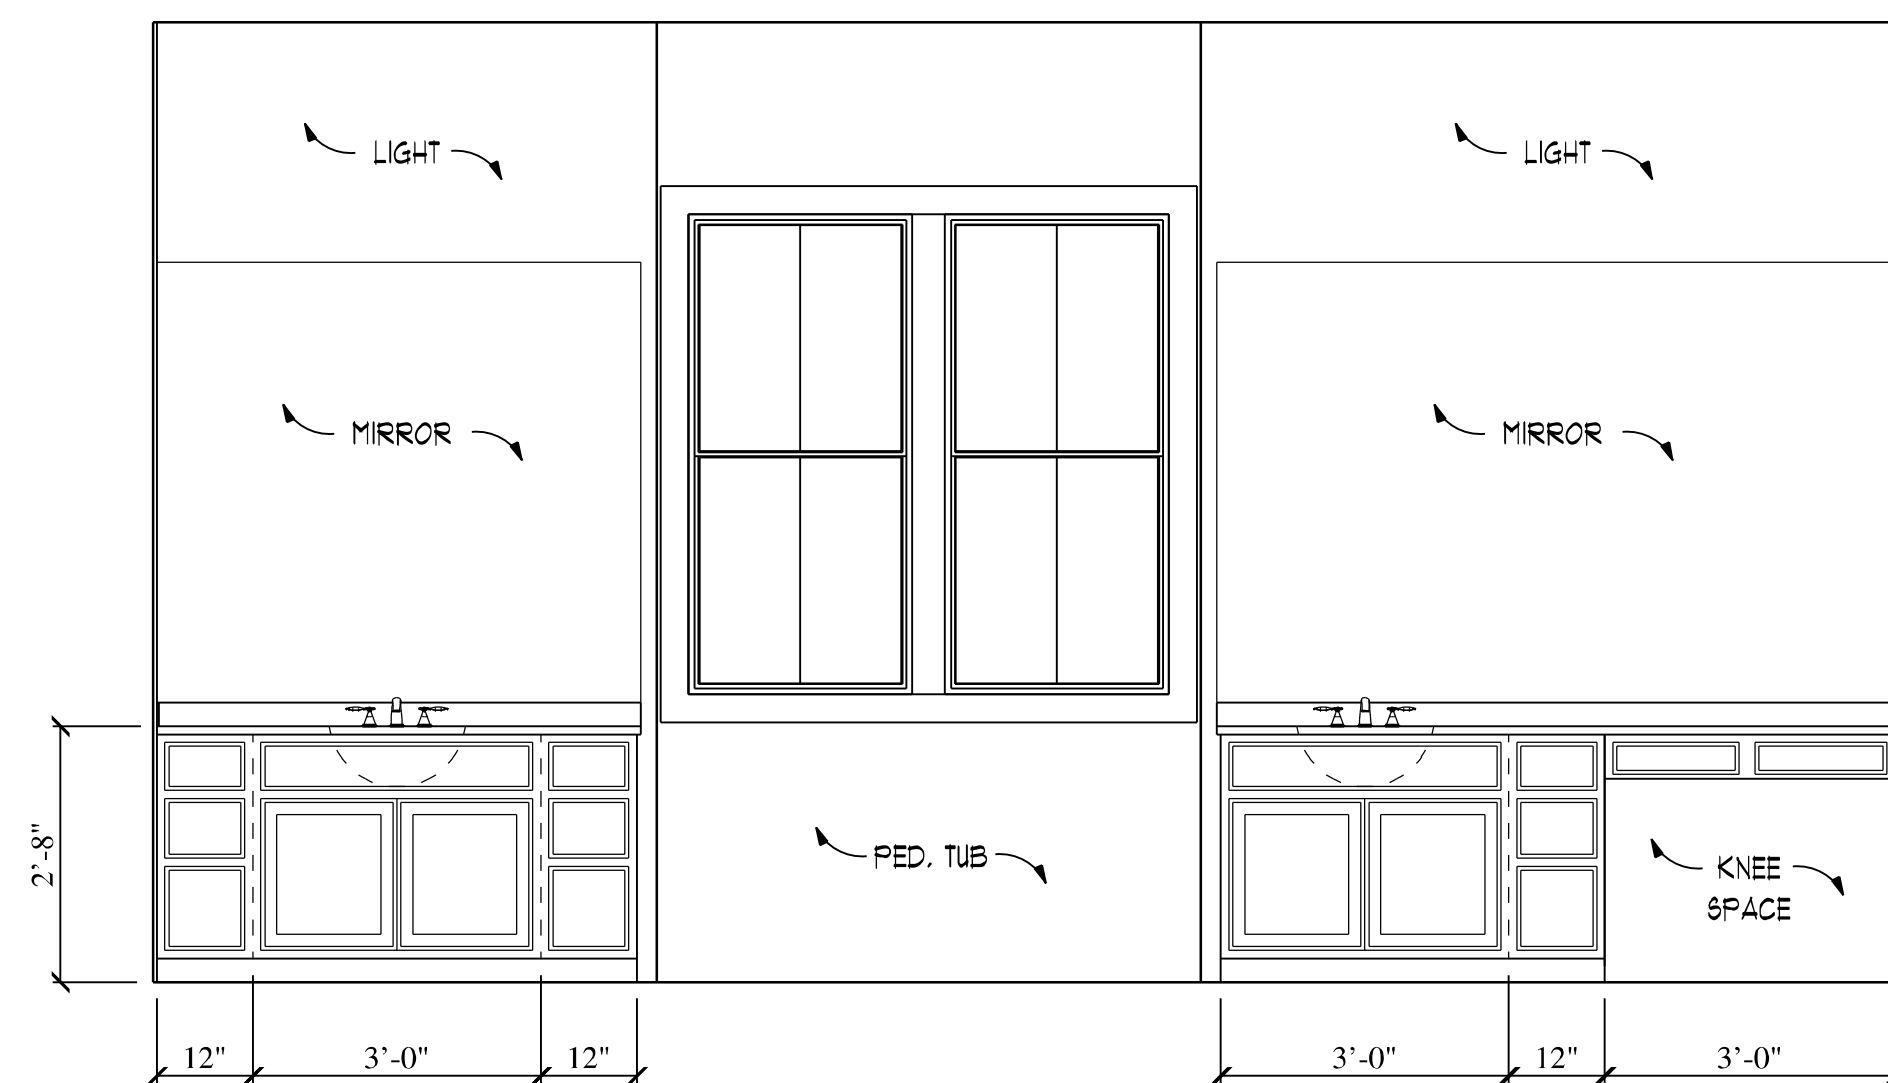 LIGHT
LIGHT
MIRROR
MIRROR
2'-8"
PED. TUB
KNEE
SPACE
12"
3'-0"
12"
3'-0"
12"
3'-0"